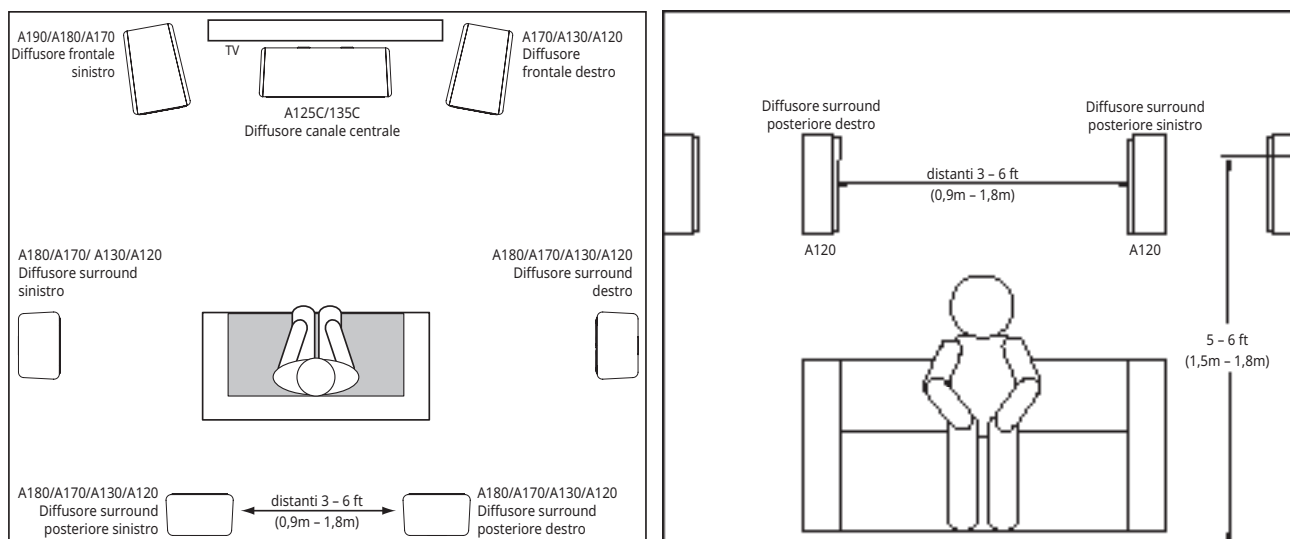 A190/A180/A170
Diffusore frontale
sinistro
TV
A170/A130/A120
Diffusore
frontale destro
A125C/135C
Diffusore canale centrale
A180/A170/ A130/A120
Diffusore surround
sinistro
A180/A170/A130/A120
Diffusore surround
destro
A180/A170/A130/A120
Diffusore surround
posteriore sinistro
distanti 3 – 6 ft
(0,9m – 1,8m)
A180/A170/A130/A120
Diffusore surround
posteriore destro
Diffusore surround
posteriore destro
Diffusore surround
posteriore sinistro
distanti 3 – 6 ft
(0,9m – 1,8m)
A120
A120
5 – 6 ft
(1,5m – 1,8m)